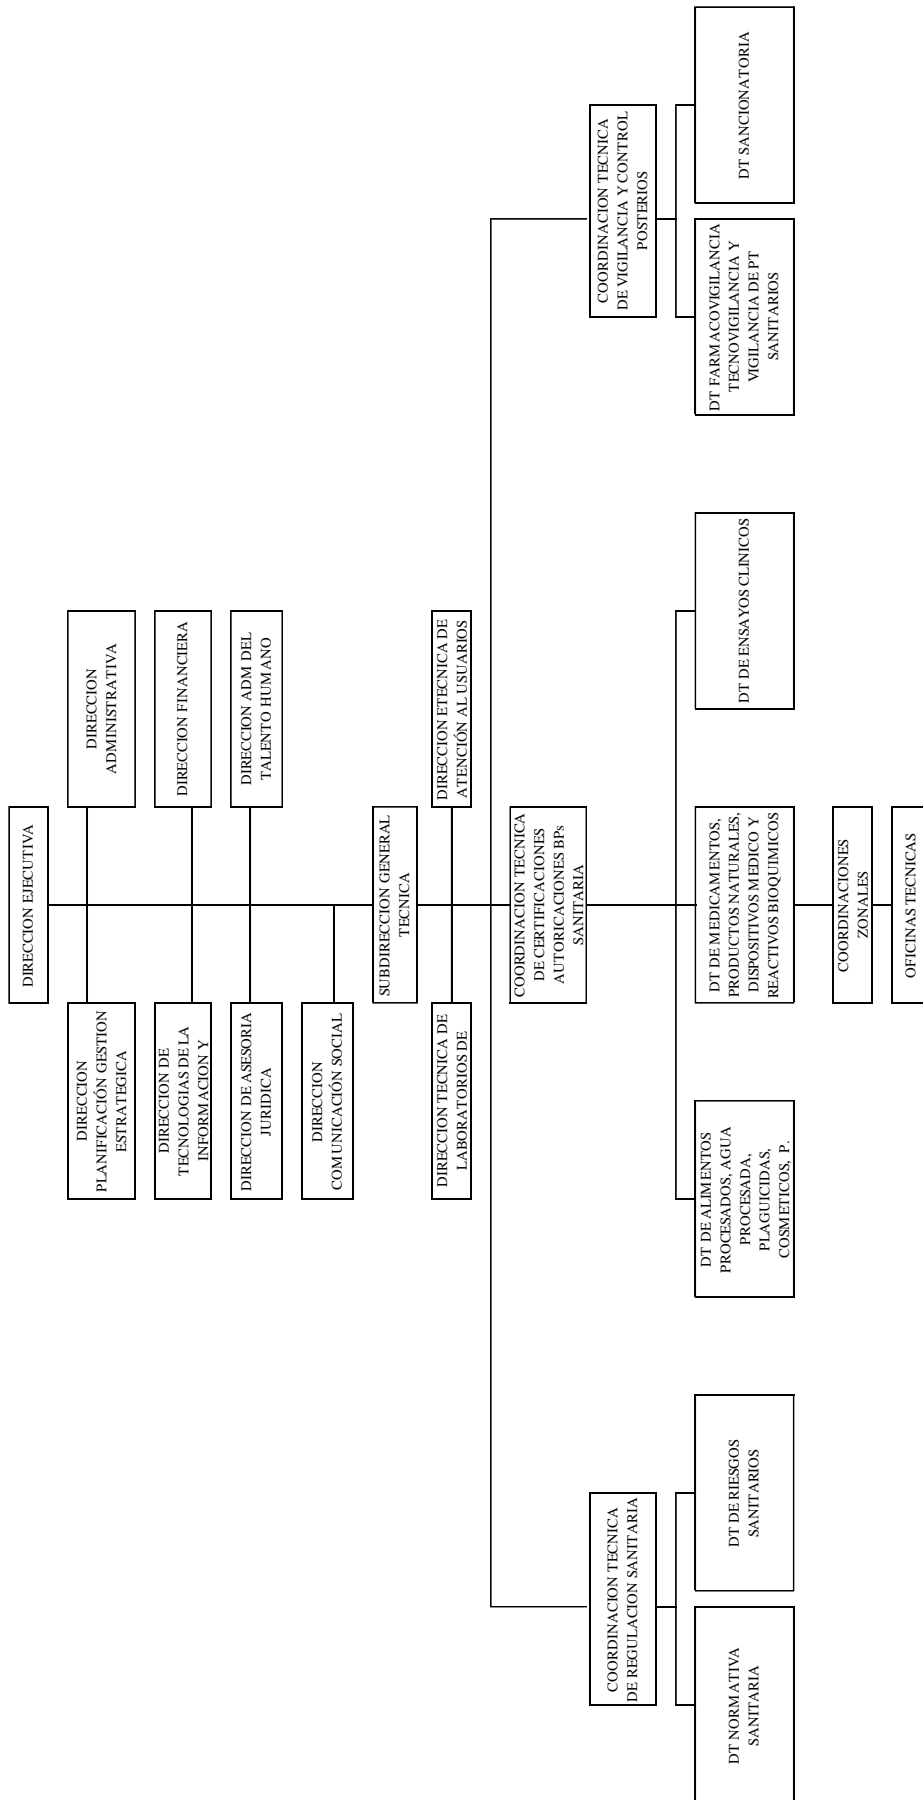 DIRECCION EJECUTIVA
DIRECCION
PLANIFICACIÓN GESTION
ESTRATEGICA
DIRECCION
ADMINISTRATIVA
DIRECCION DE
TECNOLOGIAS DE LA
INFORMACION Y
DIRECCION FINANCIERA
DIRECCION DE ASESORIA
JURIDICA
DIRECCION ADM DEL
TALENTO HUMANO
DIRECCION
COMUNICACIÓN SOCIAL
SUBDIRECCION GENERAL
TECNICA
DIRECCION TECNICA DE
LABORATORIOS DE
DIRECCION ETECNICA DE
ATENCIÓN AL USUARIOS
COORDINACION TECNICA
DE REGULACION SANITARIA
COORDINACION TECNICA
DE CERTIFICACIONES
AUTORICACIONES BPs
SANITARIA
COORDINACION TECNICA
DE VIGILANCIA Y CONTROL
POSTERIOS
DT NORMATIVA
SANITARIA
DT DE RIESGOS
SANITARIOS
DT DE ALIMENTOS
PROCESADOS, AGUA
PROCESADA,
PLAGUICIDAS,
COSMETICOS, P.
DT DE MEDICAMENTOS,
PRODUCTOS NATURALES,
DISPOSITIVOS MEDICO Y
REACTIVOS BIOQUIMICOS
DT DE ENSAYOS CLINICOS
DT FARMACOVIGILANCIA
TECNOVIGILANCIA Y
VIGILANCIA DE PT
SANITARIOS
DT SANCIONATORIA
COORDINACIONES
ZONALES
OFICINAS TECNICAS